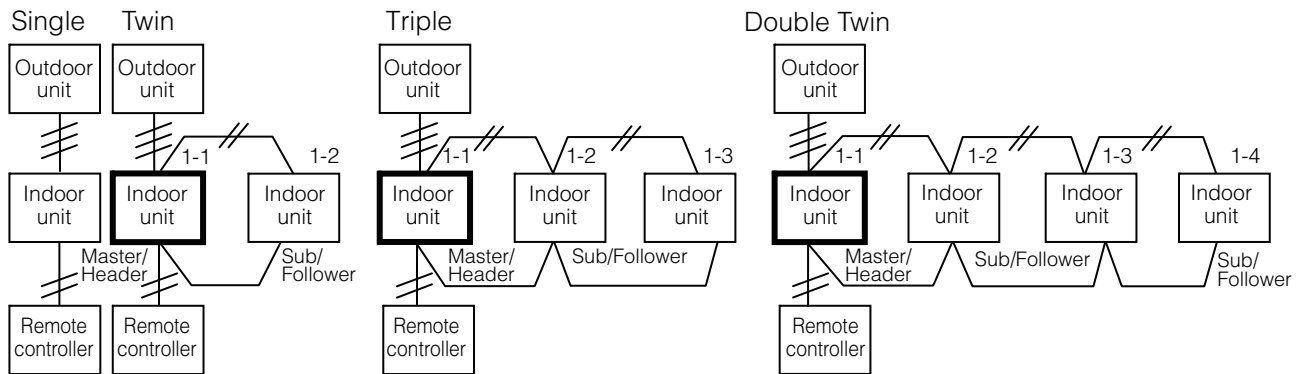 Single
Outdoor
unit
Indoor
unit
Remote
controller
Twin
Outdoor
unit
1-1
1-2
Indoor
unit
Indoor
unit
Master/
Header
Sub/
Follower
Remote
controller
Triple
Outdoor
unit
1-1
1-2
1-3
Indoor
unit
Indoor
unit
Indoor
unit
Master/
Header
Sub/Follower
Remote
controller
Double Twin
Outdoor
unit
1-1
1-2
1-3
1-4
Indoor
unit
Indoor
unit
Indoor
unit
Indoor
unit
Master/
Header
Sub/Follower
Sub/
Follower
Remote
controller